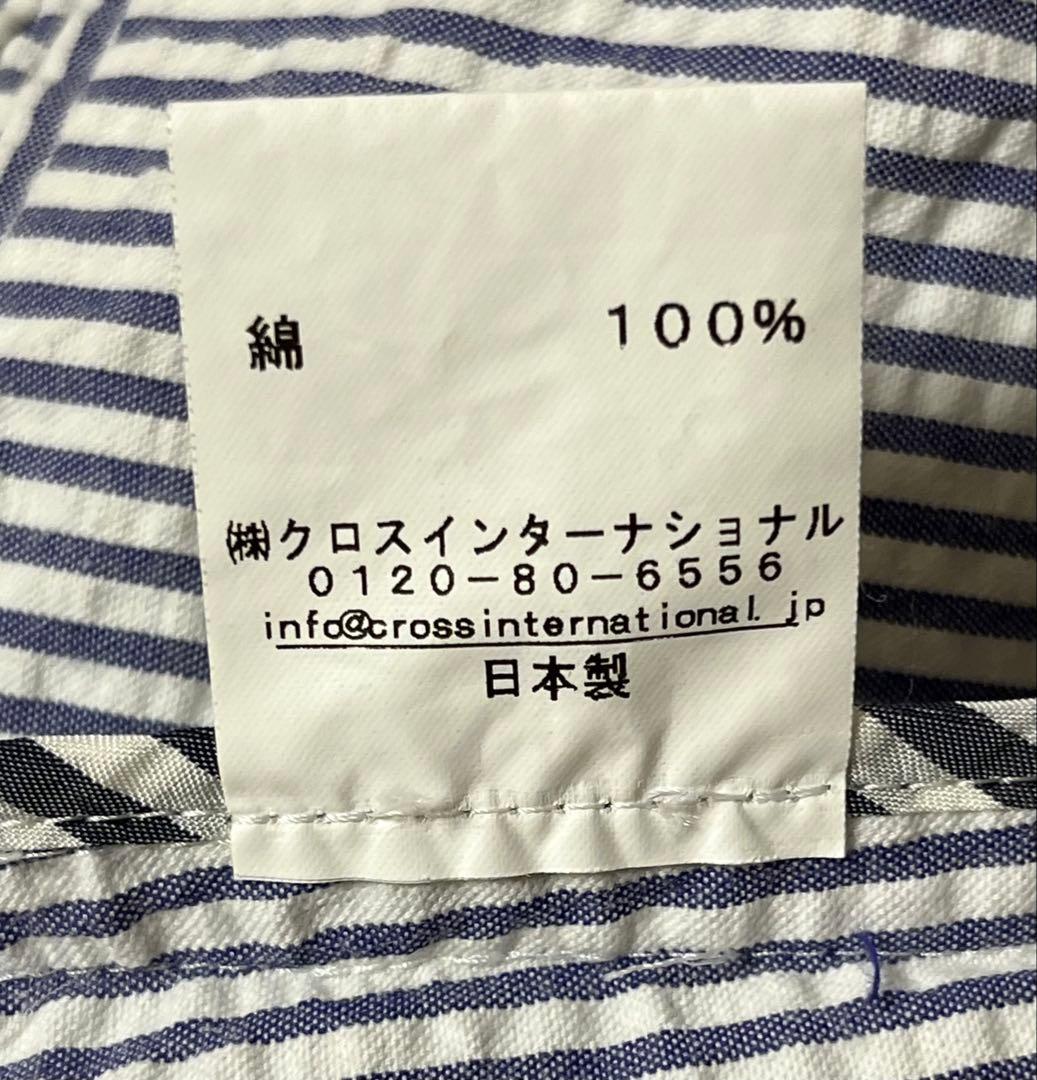 綿 100%
㈱クロスインターナショナル
0120-80-6556
info@crossinternational.jp
日本製